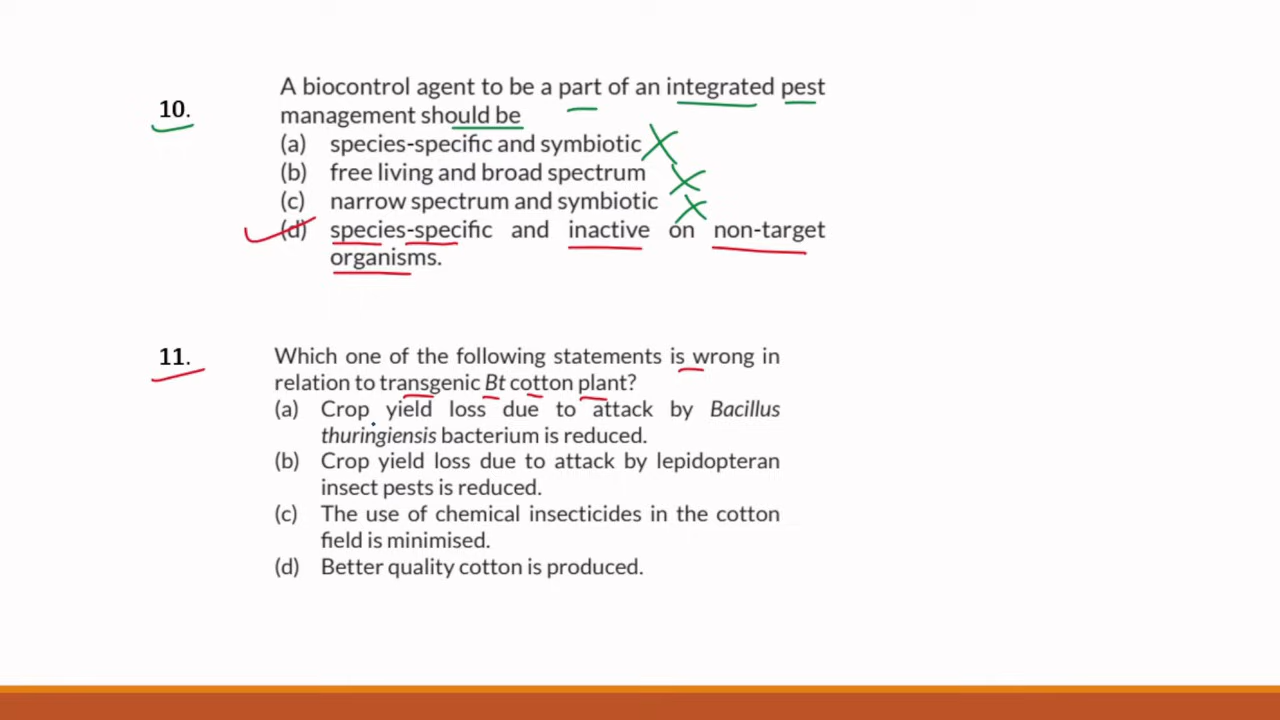 10.
A biocontrol agent to be a part of an integrated pest
management should be
(a) species-specific and symbiotic
(b) free living and broad spectrum
(c) narrow spectrum and symbiotic
(d) species-specific and inactive on non-target
organisms.
11.
Which one of the following statements is wrong in
relation to transgenic Bt cotton plant?
(a) Crop yield loss due to attack by Bacillus
thuringiensis bacterium is reduced.
(b) Crop yield loss due to attack by lepidopteran
insect pests is reduced.
(c) The use of chemical insecticides in the cotton
field is minimised.
(d) Better quality cotton is produced.